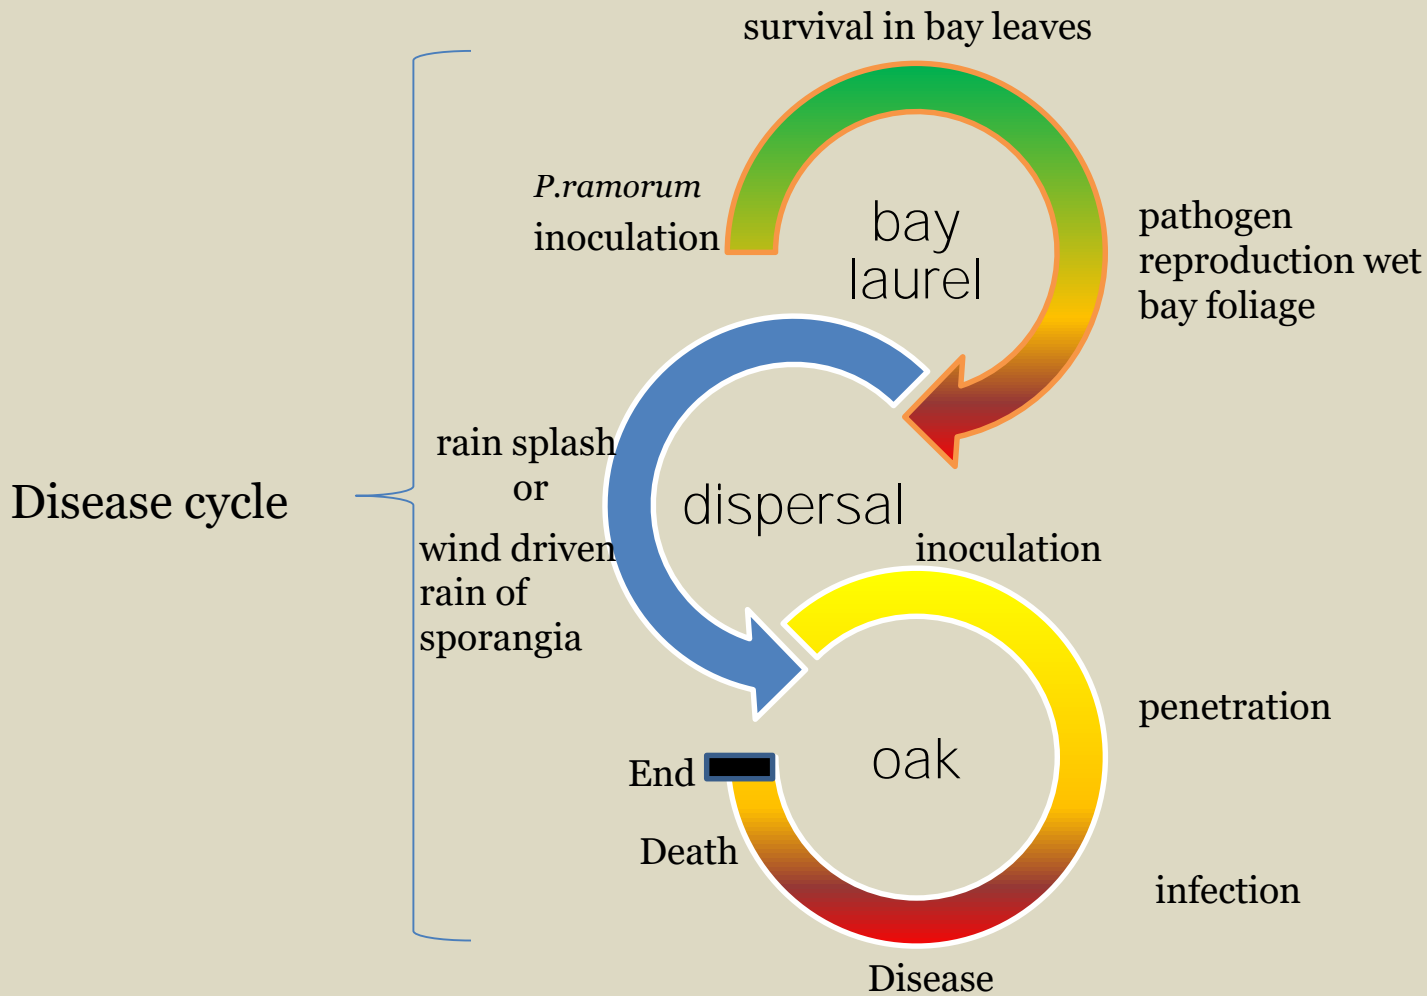 survival in bay leaves
P.ramorum
inoculation
bay
laurel
pathogen
reproduction wet
bay foliage
Disease cycle
rain splash
or
wind driven
rain of
sporangia
dispersal
inoculation
penetration
oak
End
Death
infection
Disease